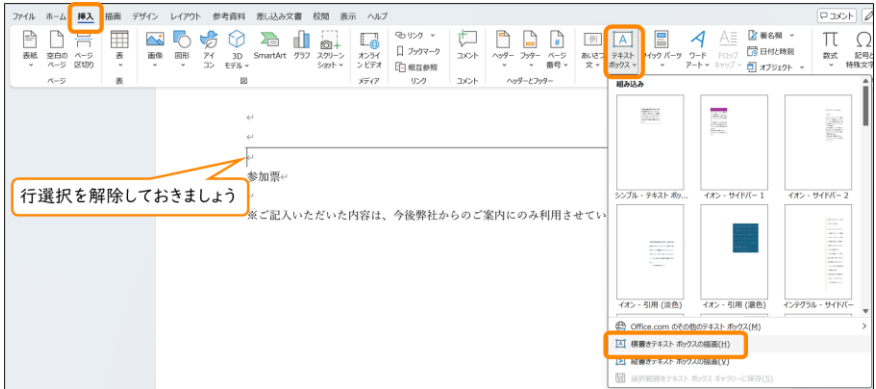 ファイル ホーム 挿入 描画 デザイン レイアウト 参考資料 差し込み文書 校閲 表示 ヘルプ コメント
表紙 空白のページ ページ区切り 表 画像 図形 アイコン 3Dモデル SmartArt グラフ スクリーンショット オンラインビデオ リンク ブックマーク 相互参照 コメント ヘッダー フッター ページ番号 あいさつ文 テキストボックス クイック パーツ ワードアート ドロップキャップ 署名欄 日付と時刻 オブジェクト 数式 記号と特殊文字
ページ 表 図 メディア リンク コメント ヘッダーとフッター
組み込み
シンプル - テキスト ボッ... イオン - サイドバー 1 イオン - サイドバー 2
行選択を解除しておきましょう
参加票
※ご記入いただいた内容は、今後弊社からのご案内にのみ利用させてい
イオン - 引用 (淡色) イオン - 引用 (濃色) インテグラル - サイドバー
Office.com のその他のテキスト ボックス(M)
横書きテキスト ボックスの描画(H)
縦書きテキスト ボックスの描画(V)
選択範囲をテキスト ボックス ギャラリーに保存(S)